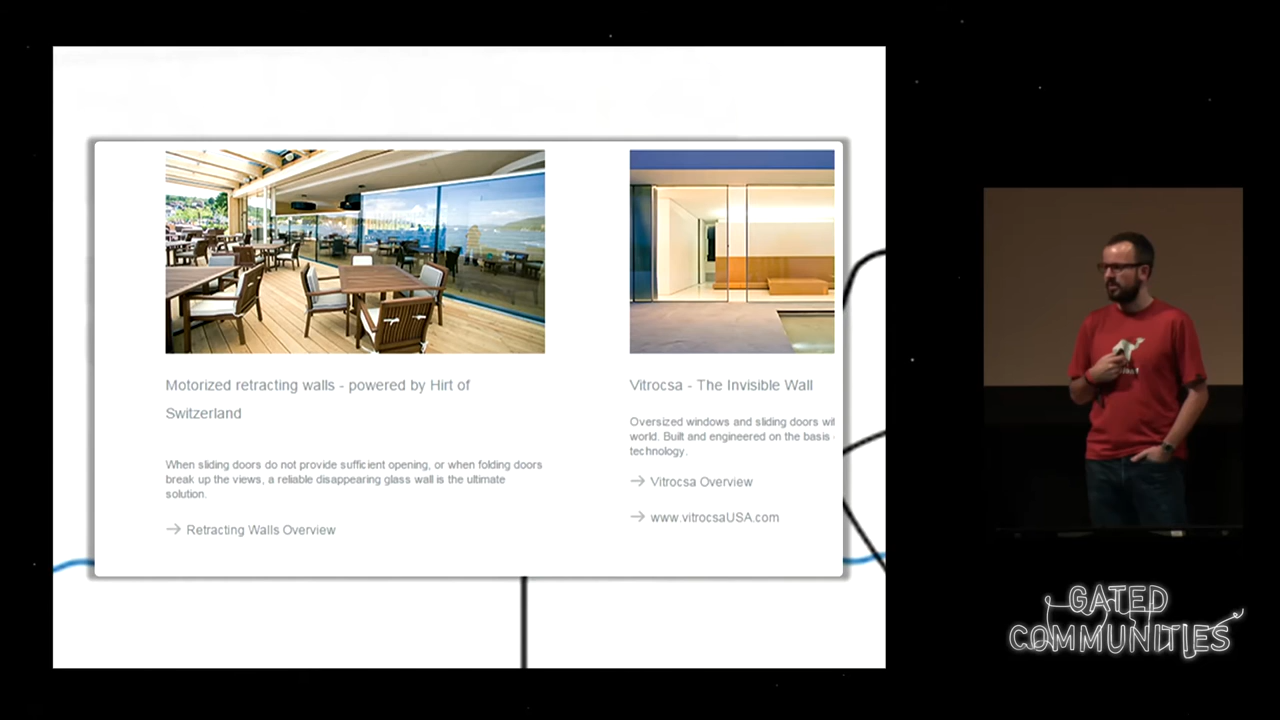 Motorized retracting walls - powered by Hirt of
Switzerland
When sliding doors do not provide sufficient opening, or when folding doors
break up the views, a reliable disappearing glass wall is the ultimate
solution.
→ Retracting Walls Overview
Vitrocsa - The Invisible Wall
Oversized windows and sliding doors
world. Built and engineered on the basis
technology.
→ Vitrocsa Overview
→ www.vitrocsaUSA.com
GATED
COMMUNITIES